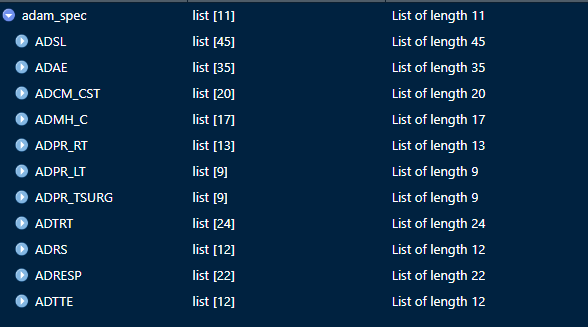 adam_spec list [11] List of length 11
ADSL list [45] List of length 45
ADAE list [35] List of length 35
ADCM_CST list [20] List of length 20
ADMH_C list [17] List of length 17
ADPR_RT list [13] List of length 13
ADPR_LT list [9] List of length 9
ADPR_TSURG list [9] List of length 9
ADTRT list [24] List of length 24
ADRS list [12] List of length 12
ADRESP list [22] List of length 22
ADTTE list [12] List of length 12